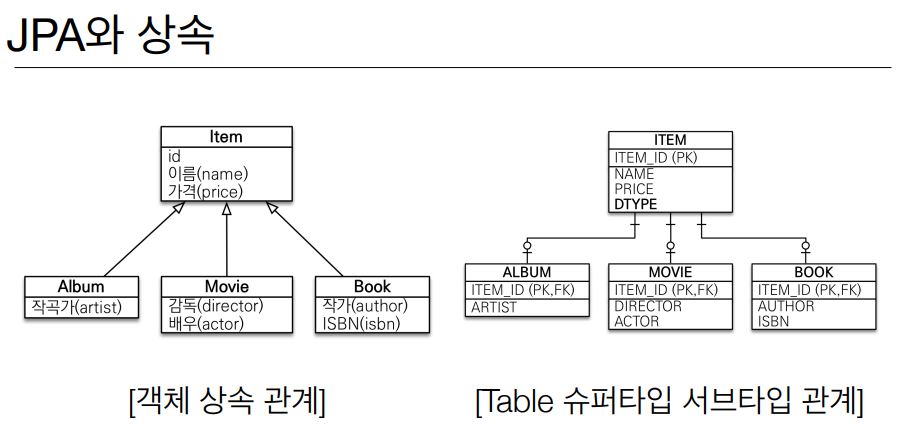 JPA와 상속
Item
id
이름(name)
가격(price)
Album
작곡가(artist)
Movie
감독(director)
배우(actor)
Book
작가(author)
ISBN(isbn)
[객체 상속 관계]
ITEM
ITEM_ID (PK)
NAME
PRICE
DTYPE
ALBUM
ITEM_ID (PK,FK)
ARTIST
MOVIE
ITEM_ID (PK,FK)
DIRECTOR
ACTOR
BOOK
ITEM_ID (PK,FK)
AUTHOR
ISBN
[Table 슈퍼타입 서브타입 관계]